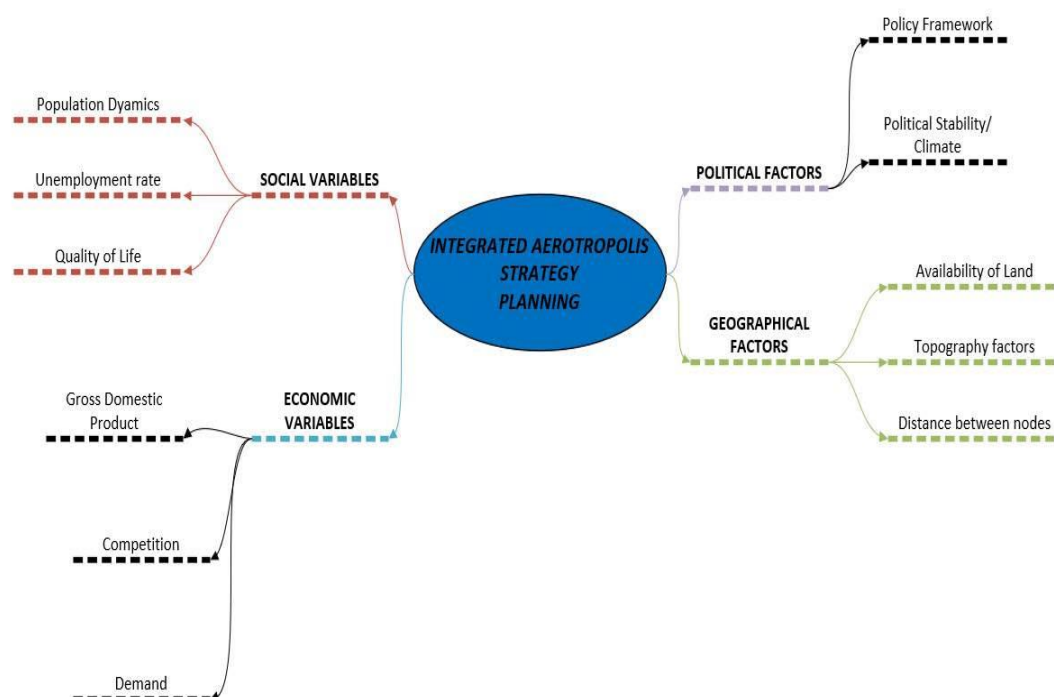 Policy Framework
Population Dyamics
Political Stability/
Climate
Unemployment rate
SOCIAL VARIABLES
POLITICAL FACTORS
Quality of Life
INTEGRATED AEROTROPOLIS
STRATEGY
PLANNING
Availability of Land
GEOGRAPHICAL
FACTORS
Topography factors
Gross Domestic
Product
ECONOMIC
VARIABLES
Distance between nodes
Competition
Demand